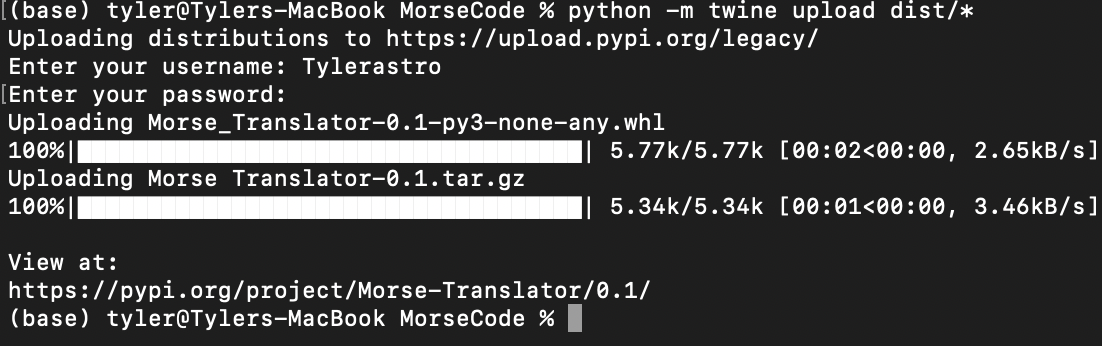 (base) tyler@Tylers-MacBook MorseCode % python -m twine upload dist/*
Uploading distributions to https://upload.pypi.org/legacy/
Enter your username: Tylerastro
[Enter your password:
Uploading Morse_Translator-0.1-py3-none-any.whl
100%|████████████████████████████████████| 5.77k/5.77k [00:02<00:00, 2.65kB/s]
Uploading Morse Translator-0.1.tar.gz
100%|████████████████████████████████████| 5.34k/5.34k [00:01<00:00, 3.46kB/s]
View at:
https://pypi.org/project/Morse-Translator/0.1/
(base) tyler@Tylers-MacBook MorseCode %